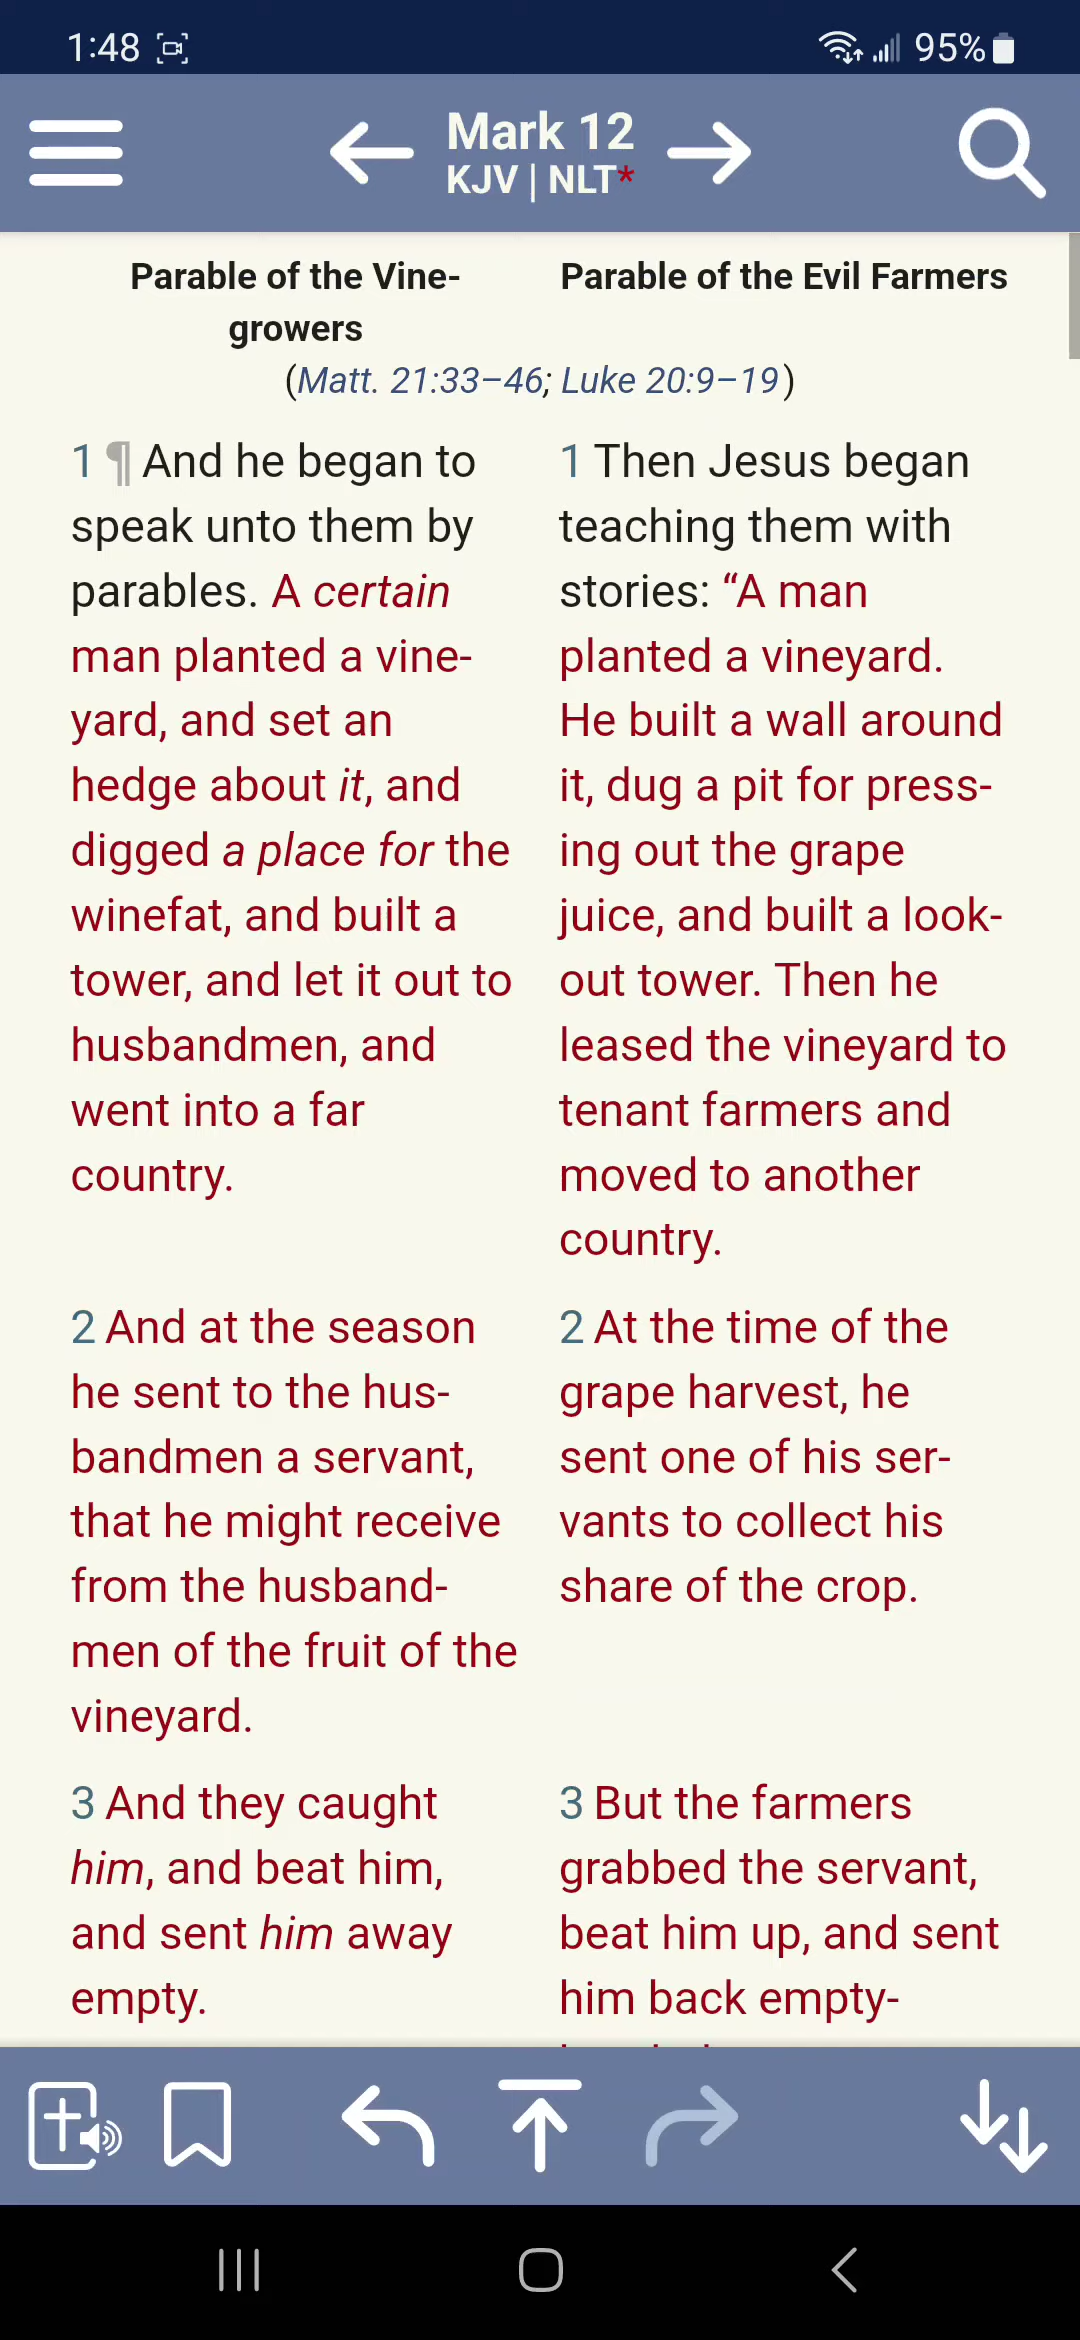 1:48
95%
Mark 12
KJV | NLT*
Parable of the Vine-
growers
Parable of the Evil Farmers
(Matt. 21:33–46; Luke 20:9–19)
1 ¶ And he began to
speak unto them by
parables. A certain
man planted a vine-
yard, and set an
hedge about it, and
digged a place for the
winefat, and built a
tower, and let it out to
husbandmen, and
went into a far
country.
1 Then Jesus began
teaching them with
stories: “A man
planted a vineyard.
He built a wall around
it, dug a pit for press-
ing out the grape
juice, and built a look-
out tower. Then he
leased the vineyard to
tenant farmers and
moved to another
country.
2 And at the season
he sent to the hus-
bandmen a servant,
that he might receive
from the husband-
men of the fruit of the
vineyard.
2 At the time of the
grape harvest, he
sent one of his ser-
vants to collect his
share of the crop.
3 And they caught
him, and beat him,
and sent him away
empty.
3 But the farmers
grabbed the servant,
beat him up, and sent
him back empty-